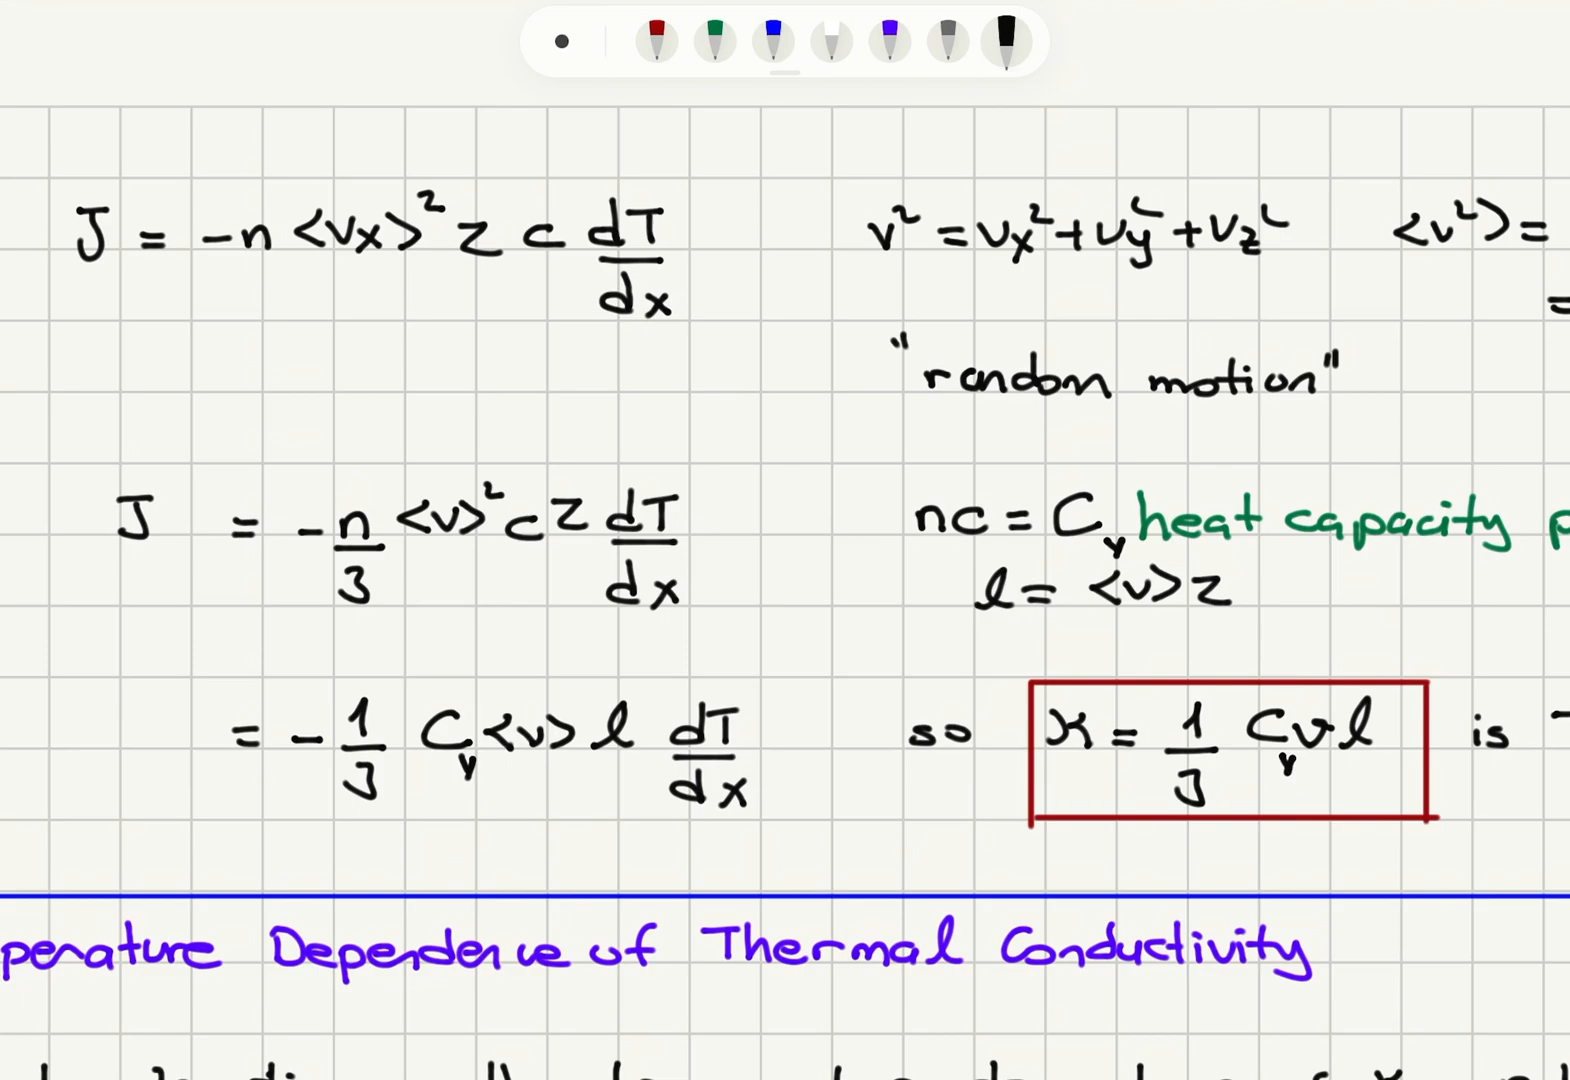 J = -n <vx>² z c dT/dx
v² = vx² + vy² + vz² <v²> =
=
"random motion"
J = -n/3 <v>² c z dT/dx
nc = Cv heat capacity p
l = <v> z
= -1/3 Cv <v> l dT/dx so K = 1/3 Cv v l is
perature Dependence of Thermal Conductivity